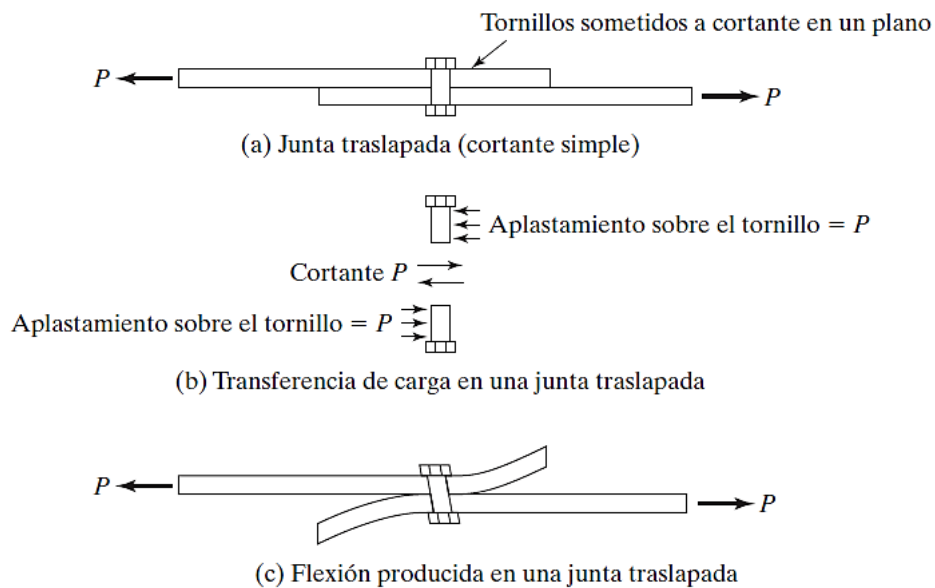 Tornillos sometidos a cortante en un plano
P
P
(a) Junta traslapada (cortante simple)
Aplastamiento sobre el tornillo = P
Cortante P
Aplastamiento sobre el tornillo = P
(b) Transferencia de carga en una junta traslapada
P
P
(c) Flexión producida en una junta traslapada